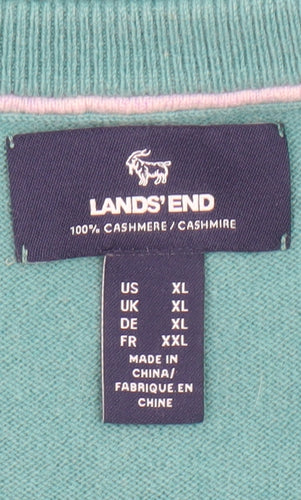 LANDS' END
100% CASHMERE / CASHMIRE
US XL
UK XL
DE XL
FR XXL
MADE IN
CHINA/
FABRIQUE EN
CHINE